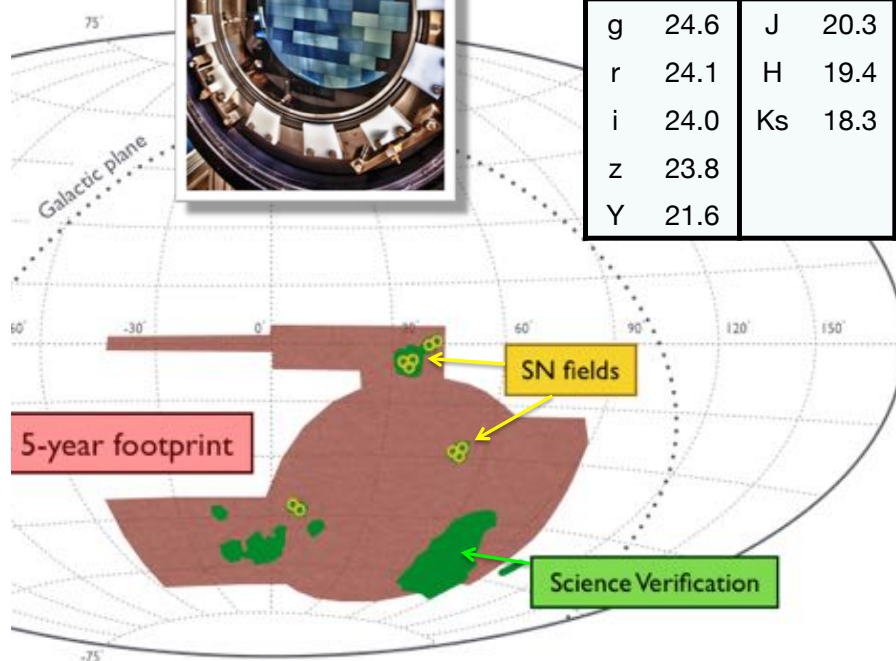 75°
g 24.6 J 20.3
r 24.1 H 19.4
i 24.0 Ks 18.3
z 23.8
Y 21.6
Galactic plane
60° -30° 0° 30 60° 90° 120° 150°
SN fields
5-year footprint
Science Verification
-75°